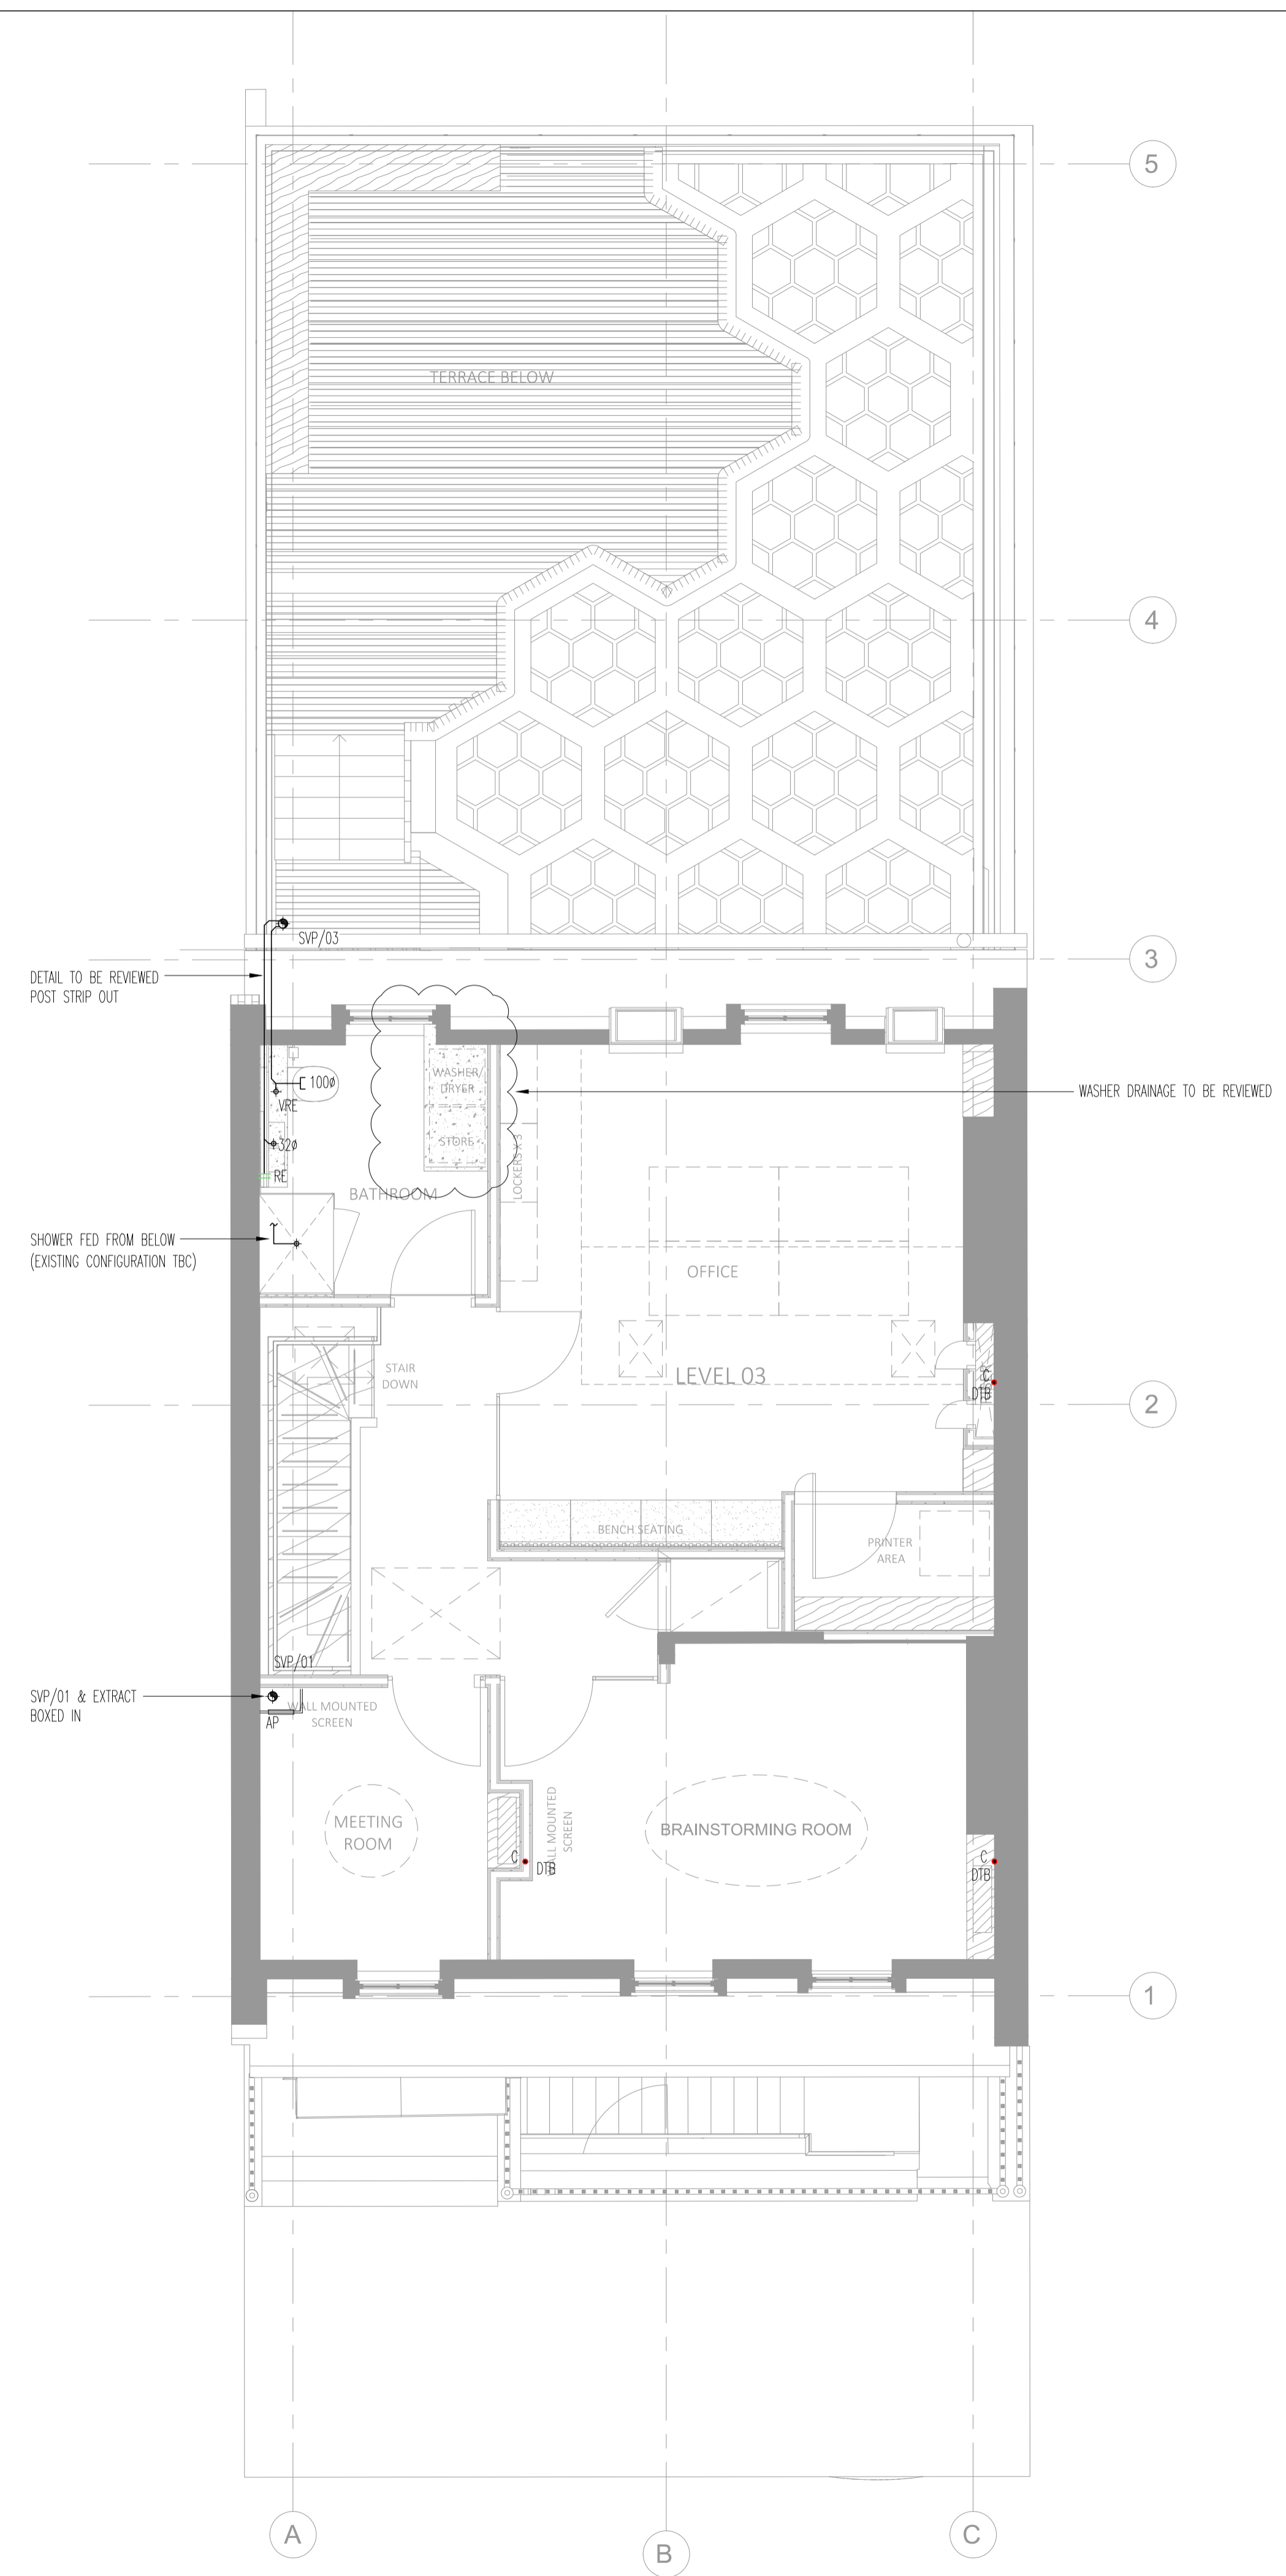 5
TERRACE BELOW
4
SVP/03
3
DETAIL TO BE REVIEWED
POST STRIP OUT
WASHER/
DRYER
100ø
VRE
WASHER DRAINAGE TO BE REVIEWED
STORE
32ø
LOCKERS X 3
RE
BATHROOM
SHOWER FED FROM BELOW
(EXISTING CONFIGURATION TBC)
OFFICE
STAIR
DOWN
LEVEL 03
C
DTB
2
BENCH SEATING
PRINTER
AREA
SVP/01
SVP/01 & EXTRACT
BOXED IN
WALL MOUNTED
SCREEN
AP
MEETING
ROOM
WALL MOUNTED
SCREEN
BRAINSTORMING ROOM
C
DTB
C
DTB
1
A
B
C